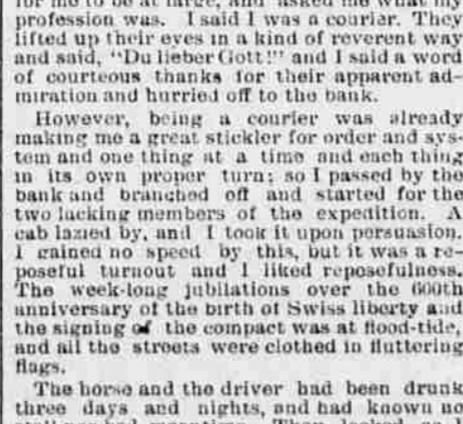 for me to be at large, and asked me what my
profession was. I said I was a courier. They
lifted up their eyes in a kind of reverent way
and said, "Du lieber Gott!" and I said a word
of courteous thanks for their apparent ad-
miration and hurried off to the bank.
However, being a courier was already
making me a great stickler for order and sys-
tem and one thing at a time and each thing
in its own proper turn; so I passed by the
bank and branched off and started for the
two lacking members of the expedition. A
cab lazied by, and I took it upon persuasion.
I gained no speed by this, but it was a re-
poseful turnout and I liked reposefulness.
The week-long jubilations over the 600th
anniversary of the birth of Swiss liberty and
the signing of the compact was at flood-tide,
and all the streets were clothed in fluttering
flags.
The horse and the driver had been drunk
three days and nights, and had known no